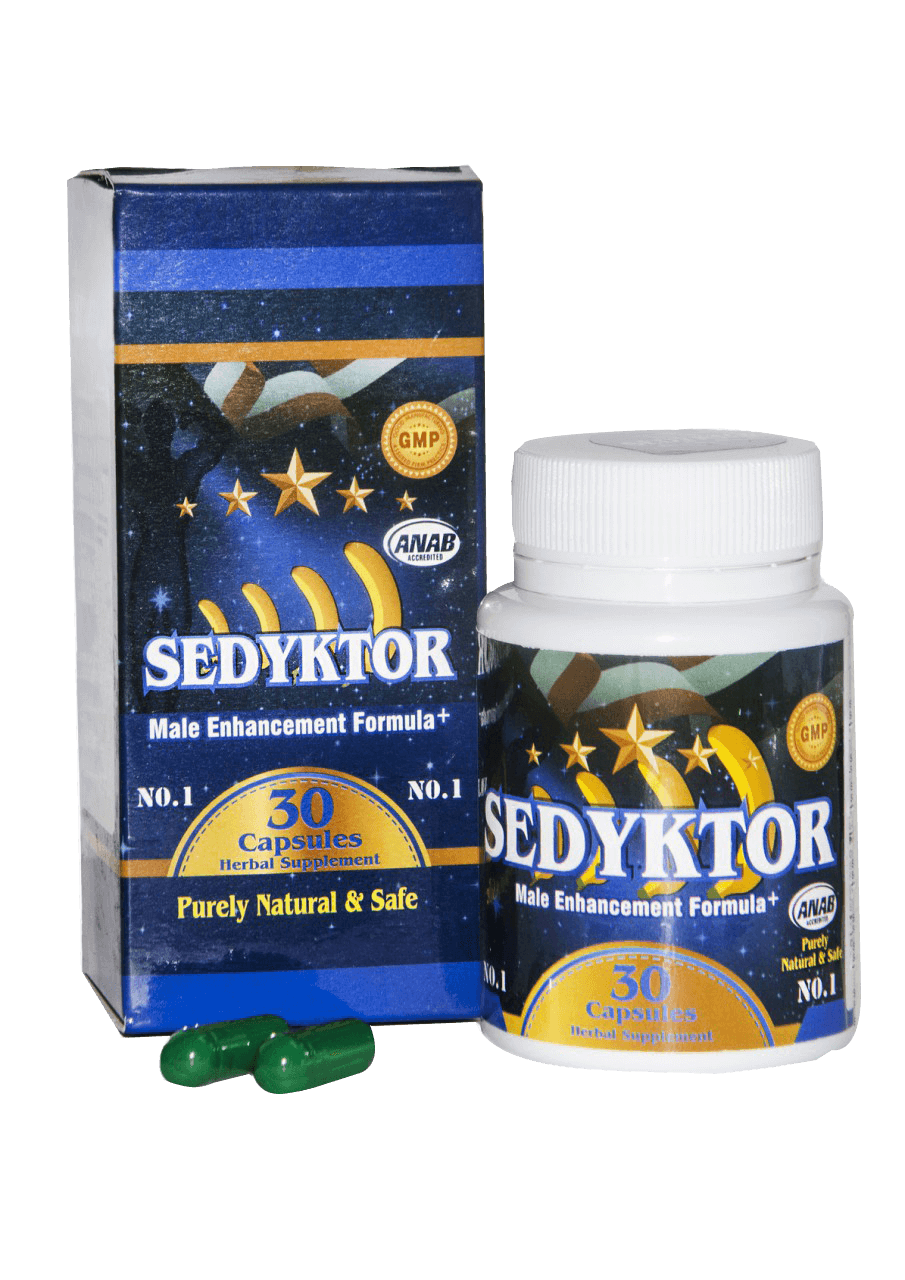 GMP
ANAB
ACCREDITED
SEDYKTOR
Male Enhancement Formula+
NO.1
NO.1
30
Capsules
Herbal Supplement
Purely Natural & Safe
GMP
SEDYKTOR
Male Enhancement Formula+
ANAB
ACCREDITED
Purely
Natural & Safe
NO.1
NO.1
30
Capsules
Herbal Supplement